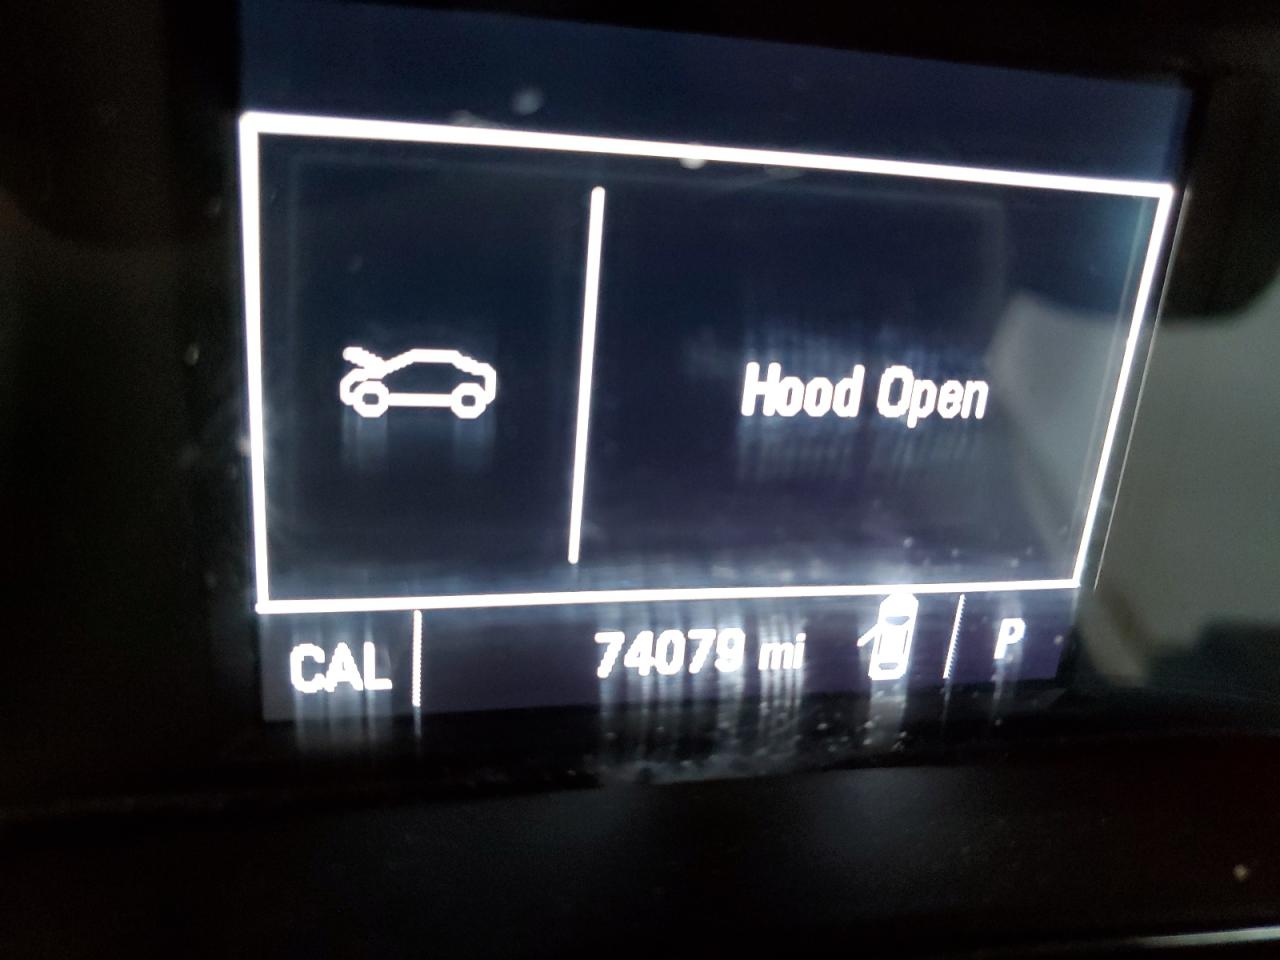 Hood Open
CAL 74079 mi P